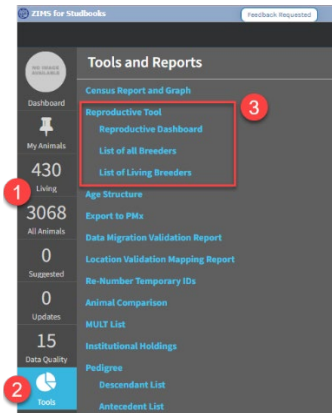 ZIMS for Studbooks
Feedback Requested
NO IMAGE
AVAILABLE
Dashboard
My Animals
430
Living
1
3068
All Animals
0
Suggested
0
Updates
15
Data Quality
2
Tools
Tools and Reports
Census Report and Graph
3
Reproductive Tool
Reproductive Dashboard
List of all Breeders
List of Living Breeders
Age Structure
Export to PMx
Data Migration Validation Report
Location Validation Mapping Report
Re-Number Temporary IDs
Animal Comparison
MULT List
Institutional Holdings
Pedigree
Descendant List
Antecedent List